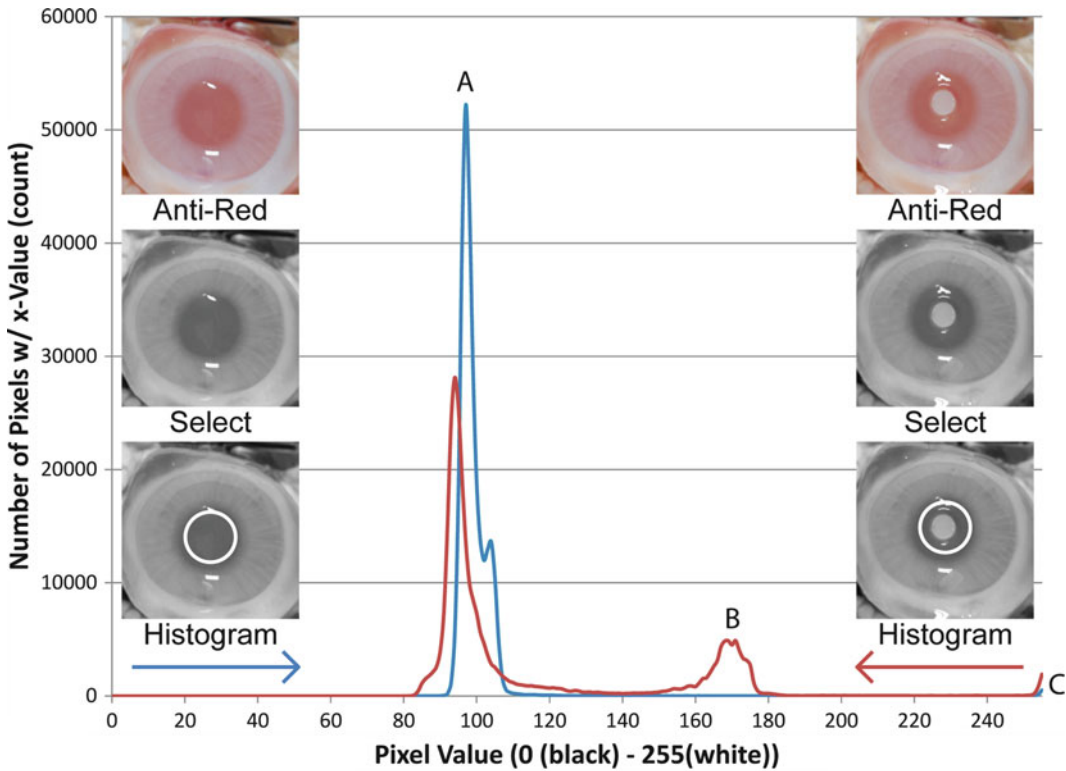 60000
50000
40000
30000
20000
10000
0
Number of Pixels w/ x-Value (count)
Anti-Red
Select
Histogram
A
B
C
Anti-Red
Select
Histogram
0 20 40 60 80 100 120 140 160 180 200 220 240
Pixel Value (0 (black) - 255(white))